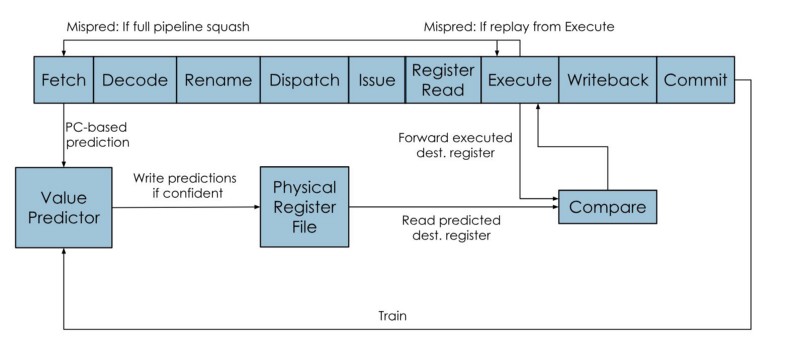 Mispred: If full pipeline squash
Mispred: If replay from Execute
Fetch
Decode
Rename
Dispatch
Issue
Register
Read
Execute
Writeback
Commit
PC-based
prediction
Forward executed
dest. register
Value
Predictor
Write predictions
if confident
Physical
Register
File
Read predicted
dest. register
Compare
Train